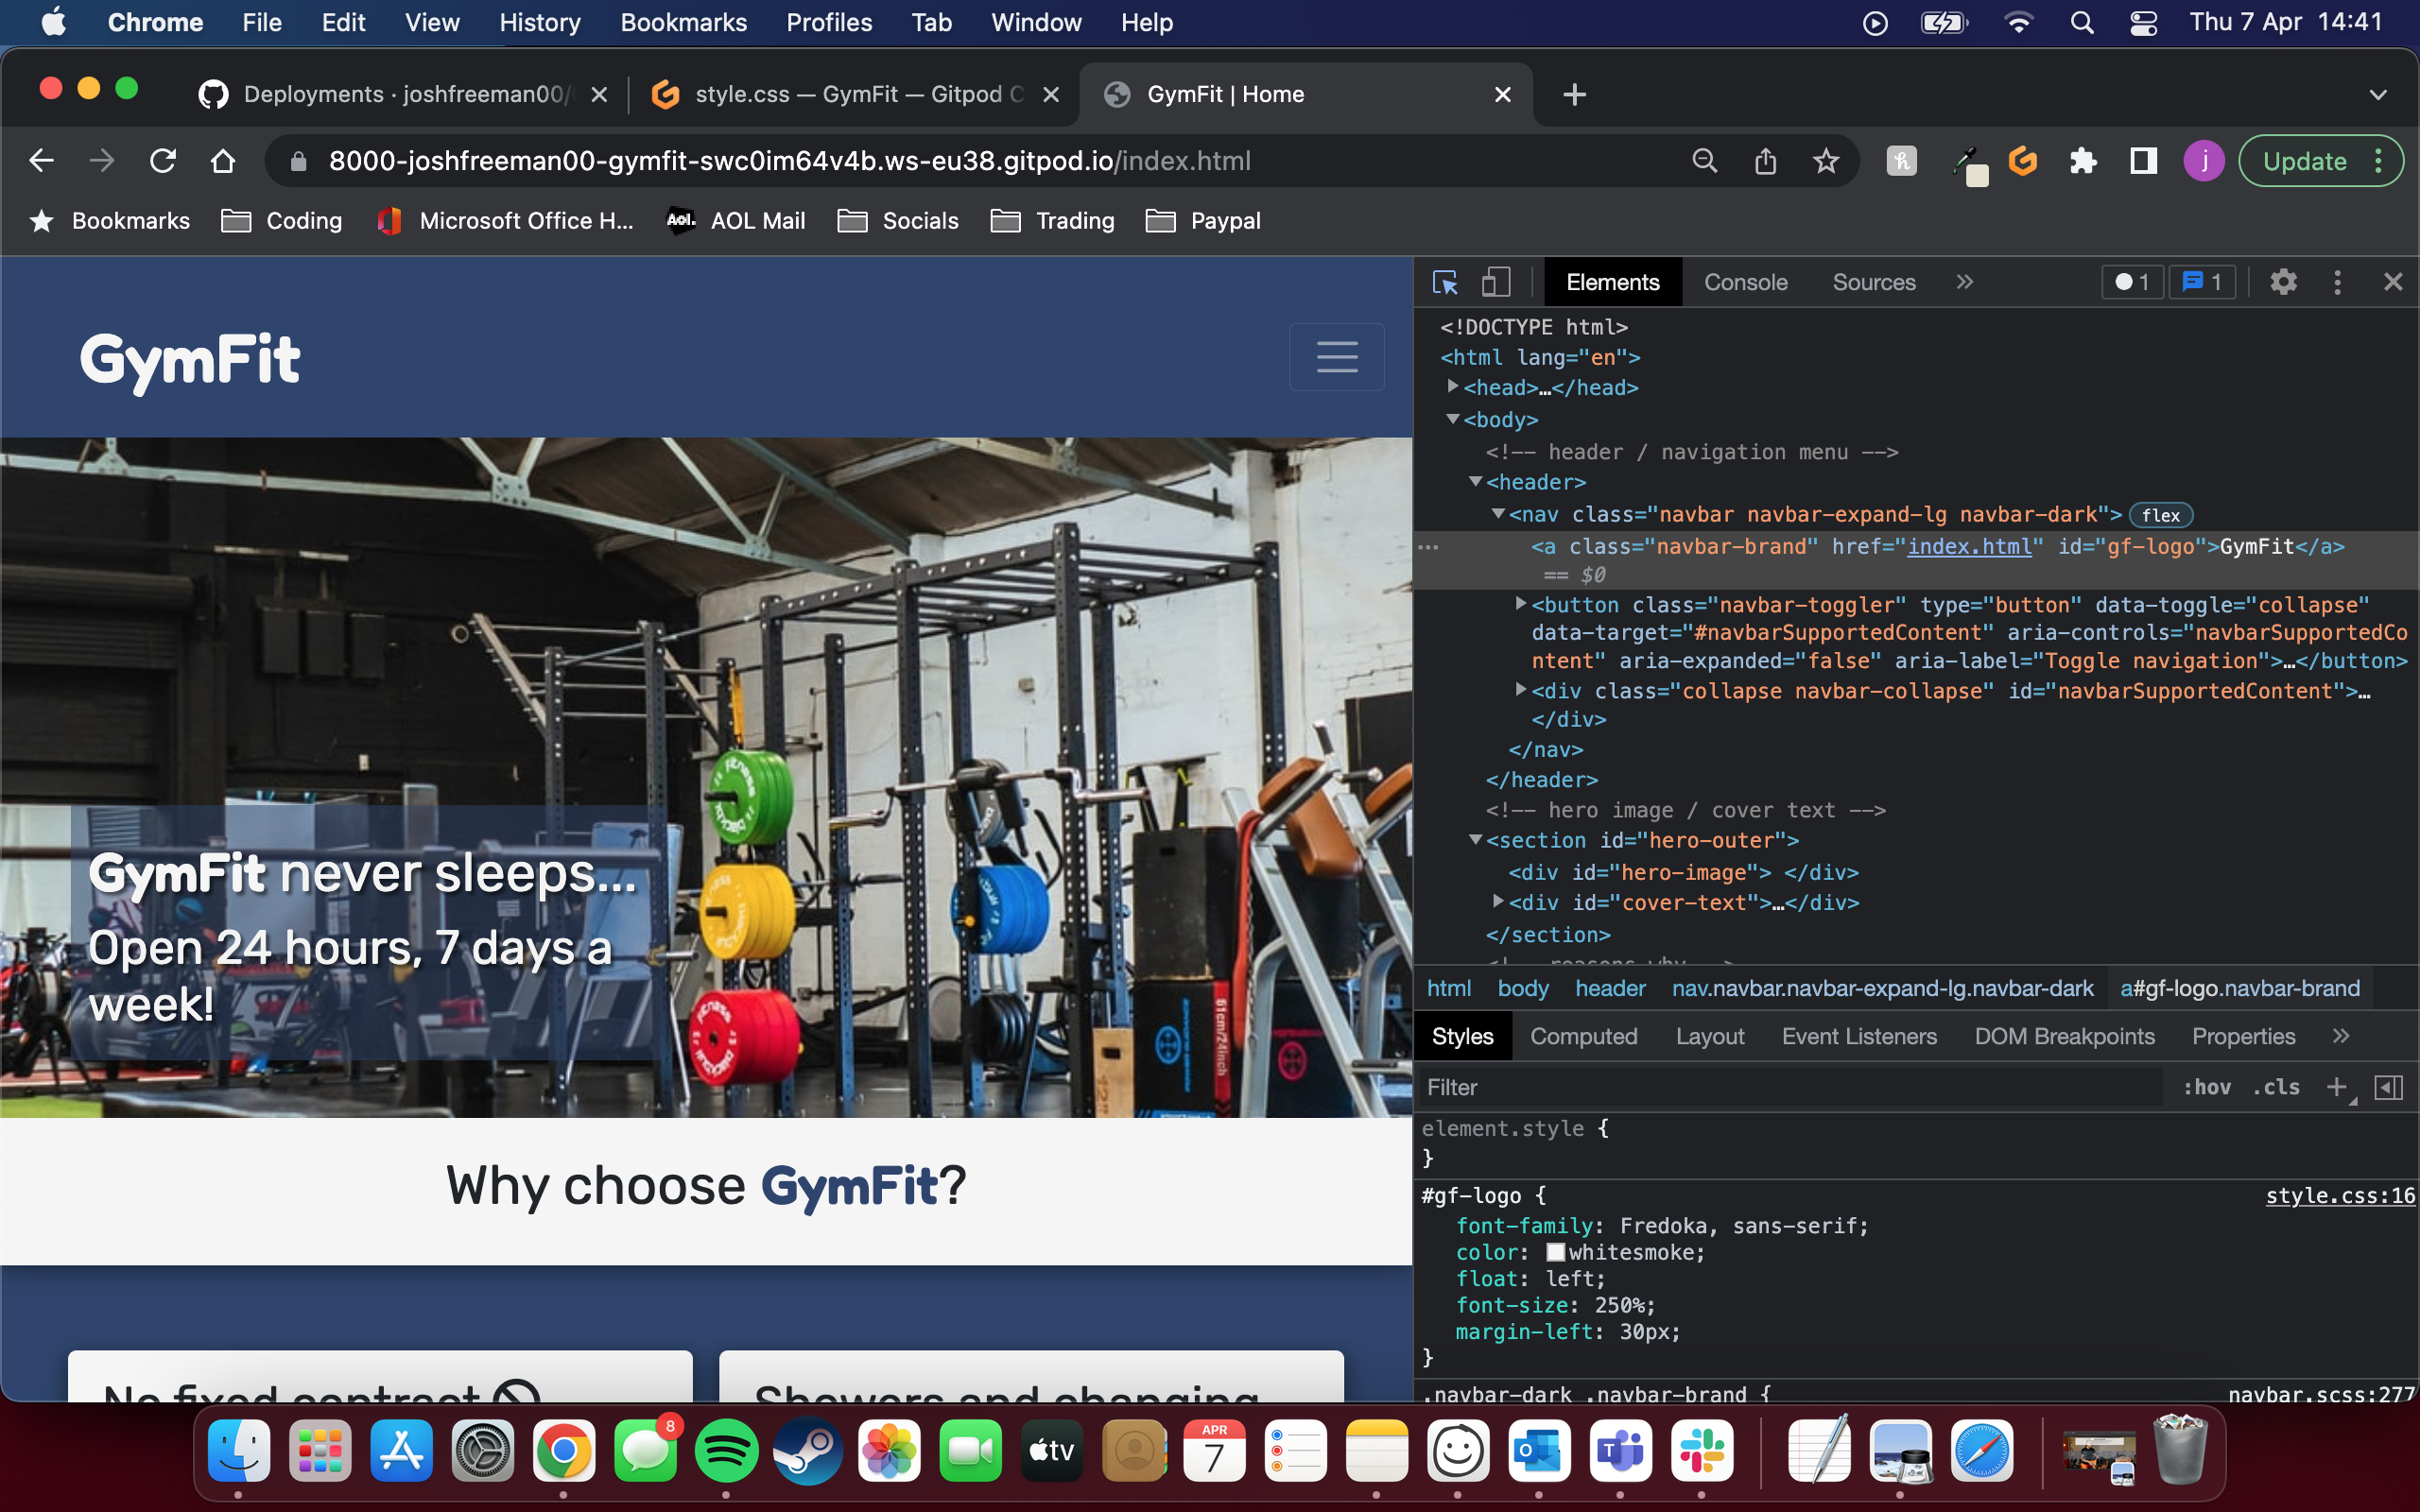 Chrome File Edit View History Bookmarks Profiles Tab Window Help Thu 7 Apr 14:41
Deployments · joshfreeman00/ style.css — GymFit — Gitpod C GymFit | Home
8000-joshfreeman00-gymfit-swc0im64v4b.ws-eu38.gitpod.io/index.html j Update
Bookmarks Coding Microsoft Office H... Aol. AOL Mail Socials Trading Paypal
GymFit
GymFit never sleeps...
Open 24 hours, 7 days a
week!
Why choose GymFit?
No fixed contract
Showers and changing
Elements Console Sources » 1 1
<!DOCTYPE html>
<html lang="en">
<head>…</head>
<body>
<!-- header / navigation menu -->
<header>
<nav class="navbar navbar-expand-lg navbar-dark"> flex
<a class="navbar-brand" href="index.html" id="gf-logo">GymFit</a>
== $0
<button class="navbar-toggler" type="button" data-toggle="collapse"
data-target="#navbarSupportedContent" aria-controls="navbarSupportedCo
ntent" aria-expanded="false" aria-label="Toggle navigation">…</button>
<div class="collapse navbar-collapse" id="navbarSupportedContent">…
</div>
</nav>
</header>
<!-- hero image / cover text -->
<section id="hero-outer">
<div id="hero-image"> </div>
<div id="cover-text">…</div>
</section>
<!-- reasons why -->
html body header nav.navbar.navbar-expand-lg.navbar-dark a#gf-logo.navbar-brand
Styles Computed Layout Event Listeners DOM Breakpoints Properties »
Filter :hov .cls +
element.style {
}
#gf-logo { style.css:16
font-family: Fredoka, sans-serif;
color: whitesmoke;
float: left;
font-size: 250%;
margin-left: 30px;
}
.navbar-dark .navbar-brand { navbar.scss:277
8 tv APR 7